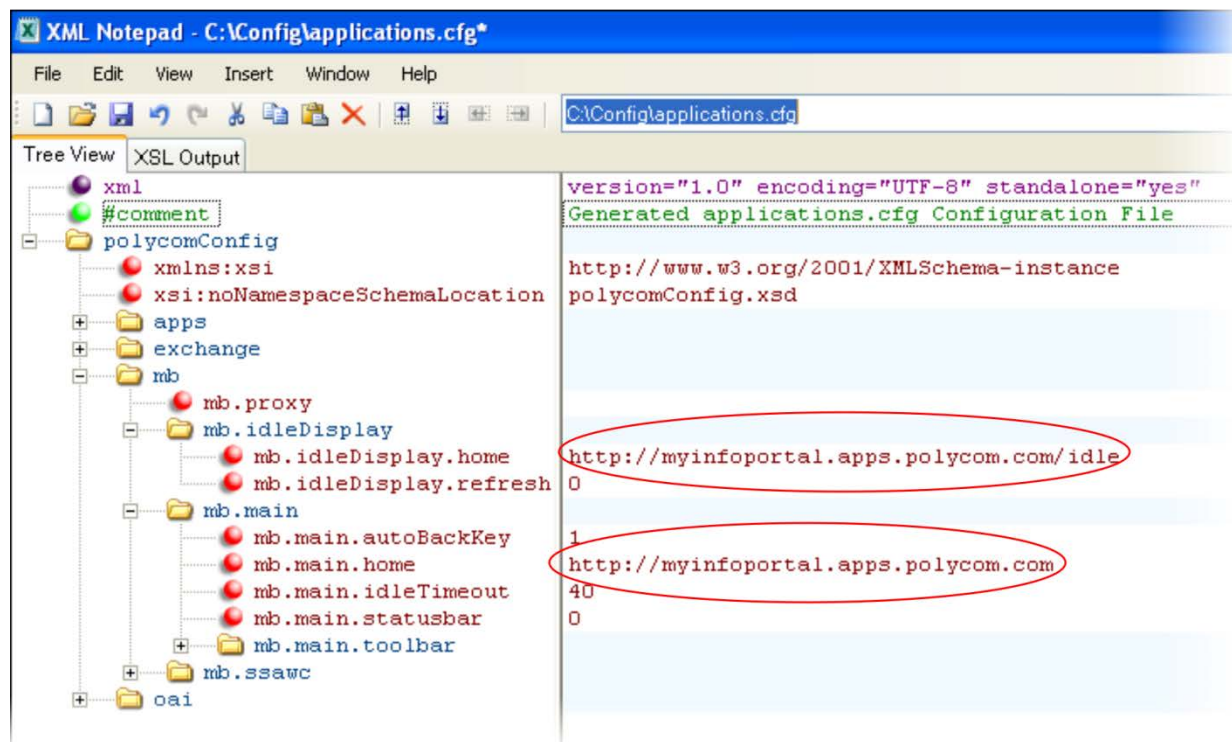 XML Notepad - C:\Config\applications.cfg*
File Edit View Insert Window Help
C:\Config\applications.cfg
Tree View XSL Output
xml version="1.0" encoding="UTF-8" standalone="yes"
#comment Generated applications.cfg Configuration File
polycomConfig
xmlns:xsi http://www.w3.org/2001/XMLSchema-instance
xsi:noNamespaceSchemaLocation polycomConfig.xsd
apps
exchange
mb
mb.proxy
mb.idleDisplay
mb.idleDisplay.home http://myinfoportal.apps.polycom.com/idle
mb.idleDisplay.refresh 0
mb.main
mb.main.autoBackKey 1
mb.main.home http://myinfoportal.apps.polycom.com
mb.main.idleTimeout 40
mb.main.statusbar 0
mb.main.toolbar
mb.ssawc
oai